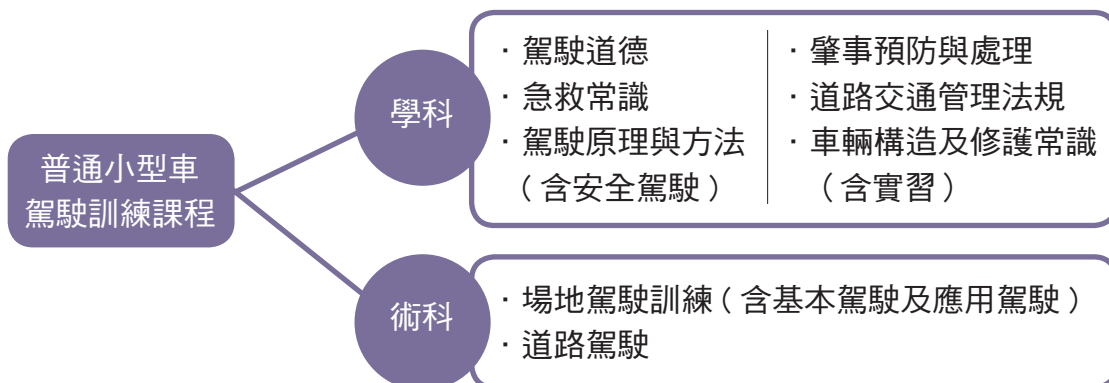 普通小型車
駕駛訓練課程
學科
· 駕駛道德
· 急救常識
· 駕駛原理與方法
（含安全駕駛）
· 肇事預防與處理
· 道路交通管理法規
· 車輛構造及修護常識
（含實習）
術科
· 場地駕駛訓練（含基本駕駛及應用駕駛）
· 道路駕駛